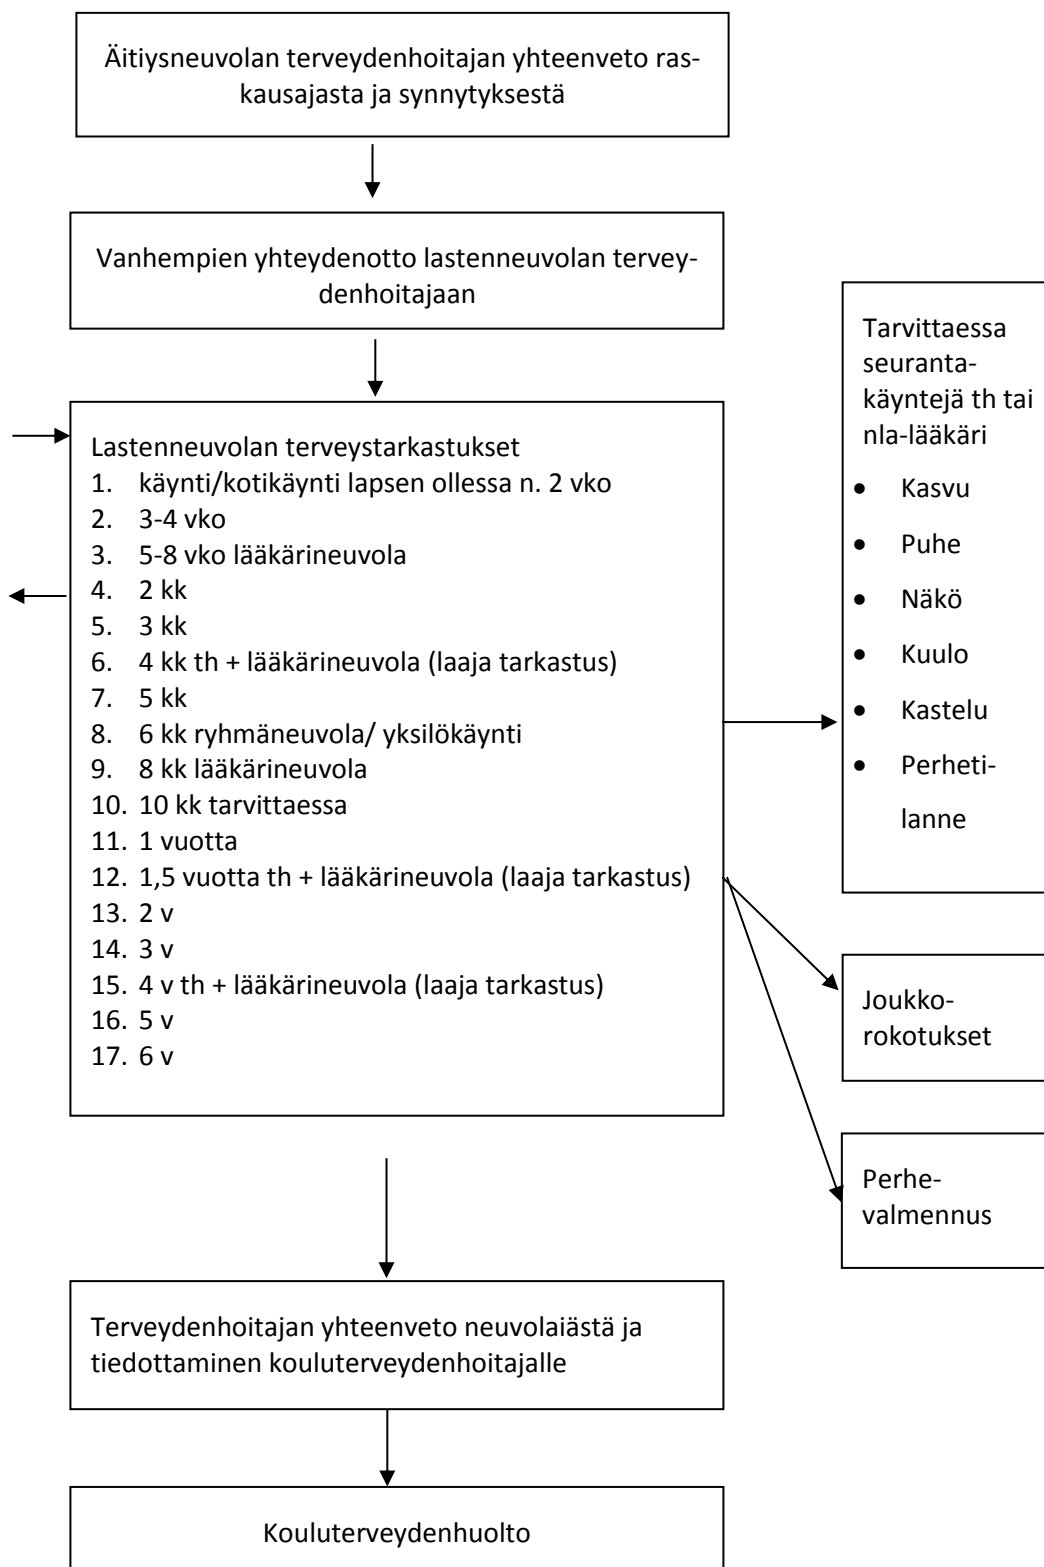 Äitiysneuvolan terveydenhoitajan yhteenveto ras-
kausajasta ja synnytyksestä
Vanhempien yhteydenotto lastenneuvolan tervey-
denhoitajaan
Lastenneuvolan terveystarkastukset
1. käynti/kotikäynti lapsen ollessa n. 2 vko
2. 3-4 vko
3. 5-8 vko lääkärineuvola
4. 2 kk
5. 3 kk
6. 4 kk th + lääkärineuvola (laaja tarkastus)
7. 5 kk
8. 6 kk ryhmäneuvola/ yksilökäynti
9. 8 kk lääkärineuvola
10. 10 kk tarvittaessa
11. 1 vuotta
12. 1,5 vuotta th + lääkärineuvola (laaja tarkastus)
13. 2 v
14. 3 v
15. 4 v th + lääkärineuvola (laaja tarkastus)
16. 5 v
17. 6 v
Tarvittaessa
seuranta-
käyntejä th tai
nla-lääkäri
• Kasvu
• Puhe
• Näkö
• Kuulo
• Kastelu
• Perheti-
lanne
Joukko-
rokotukset
Perhe-
valmennus
Terveydenhoitajan yhteenveto neuvolaiästä ja
tiedottaminen kouluterveydenhoitajalle
Kouluterveydenhuolto